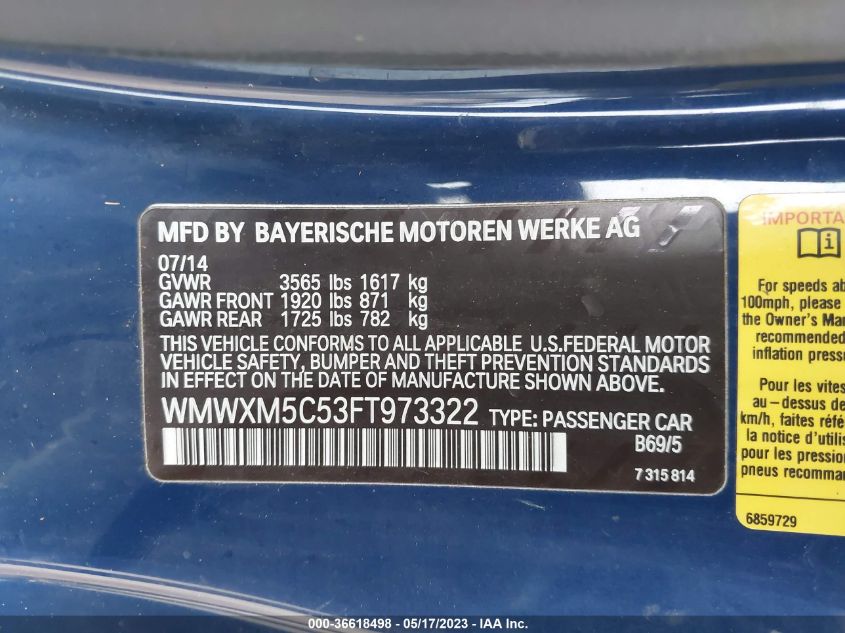 MFD BY BAYERISCHE MOTOREN WERKE AG
07/14
GVWR 3565 lbs 1617 kg
GAWR FRONT 1920 lbs 871 kg
GAWR REAR 1725 lbs 782 kg
THIS VEHICLE CONFORMS TO ALL APPLICABLE U.S.FEDERAL MOTOR
VEHICLE SAFETY, BUMPER AND THEFT PREVENTION STANDARDS
IN EFFECT ON THE DATE OF MANUFACTURE SHOWN ABOVE.
WMWXM5C53FT973322 TYPE: PASSENGER CAR
B69/5
7 315 814
IMPORTA
i
For speeds ab
100mph, please
the Owner's Man
recommended
inflation press
Pour les vites
au - dessus de
km/h, faites référ
la notice d'utilis
pour les pression
pneus recomman
6859729
000-36618498 - 05/17/2023 - IAA Inc.